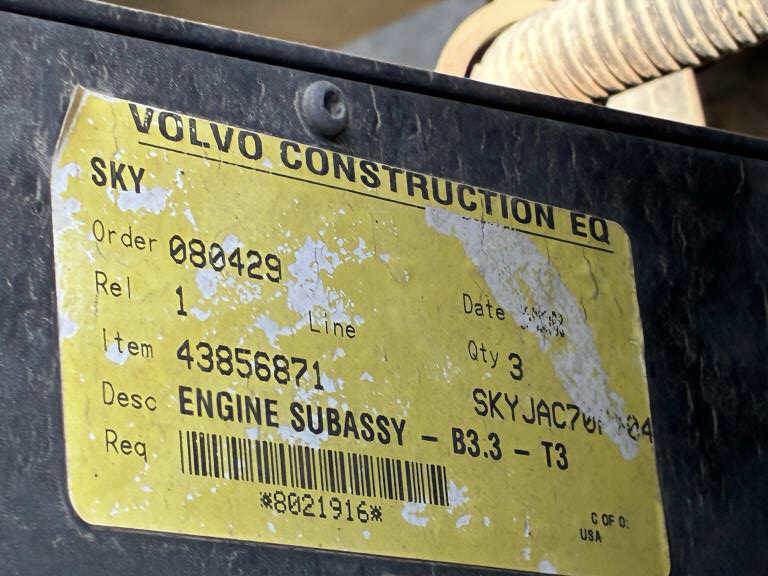 VOLVO CONSTRUCTION EQ
SKY
Order 080429
Rel 1
Line
Date
Item 43856871
Qty 3
Desc ENGINE SUBASSY - B3.3 - T3
Req
*8021916*
C OF O:
USA